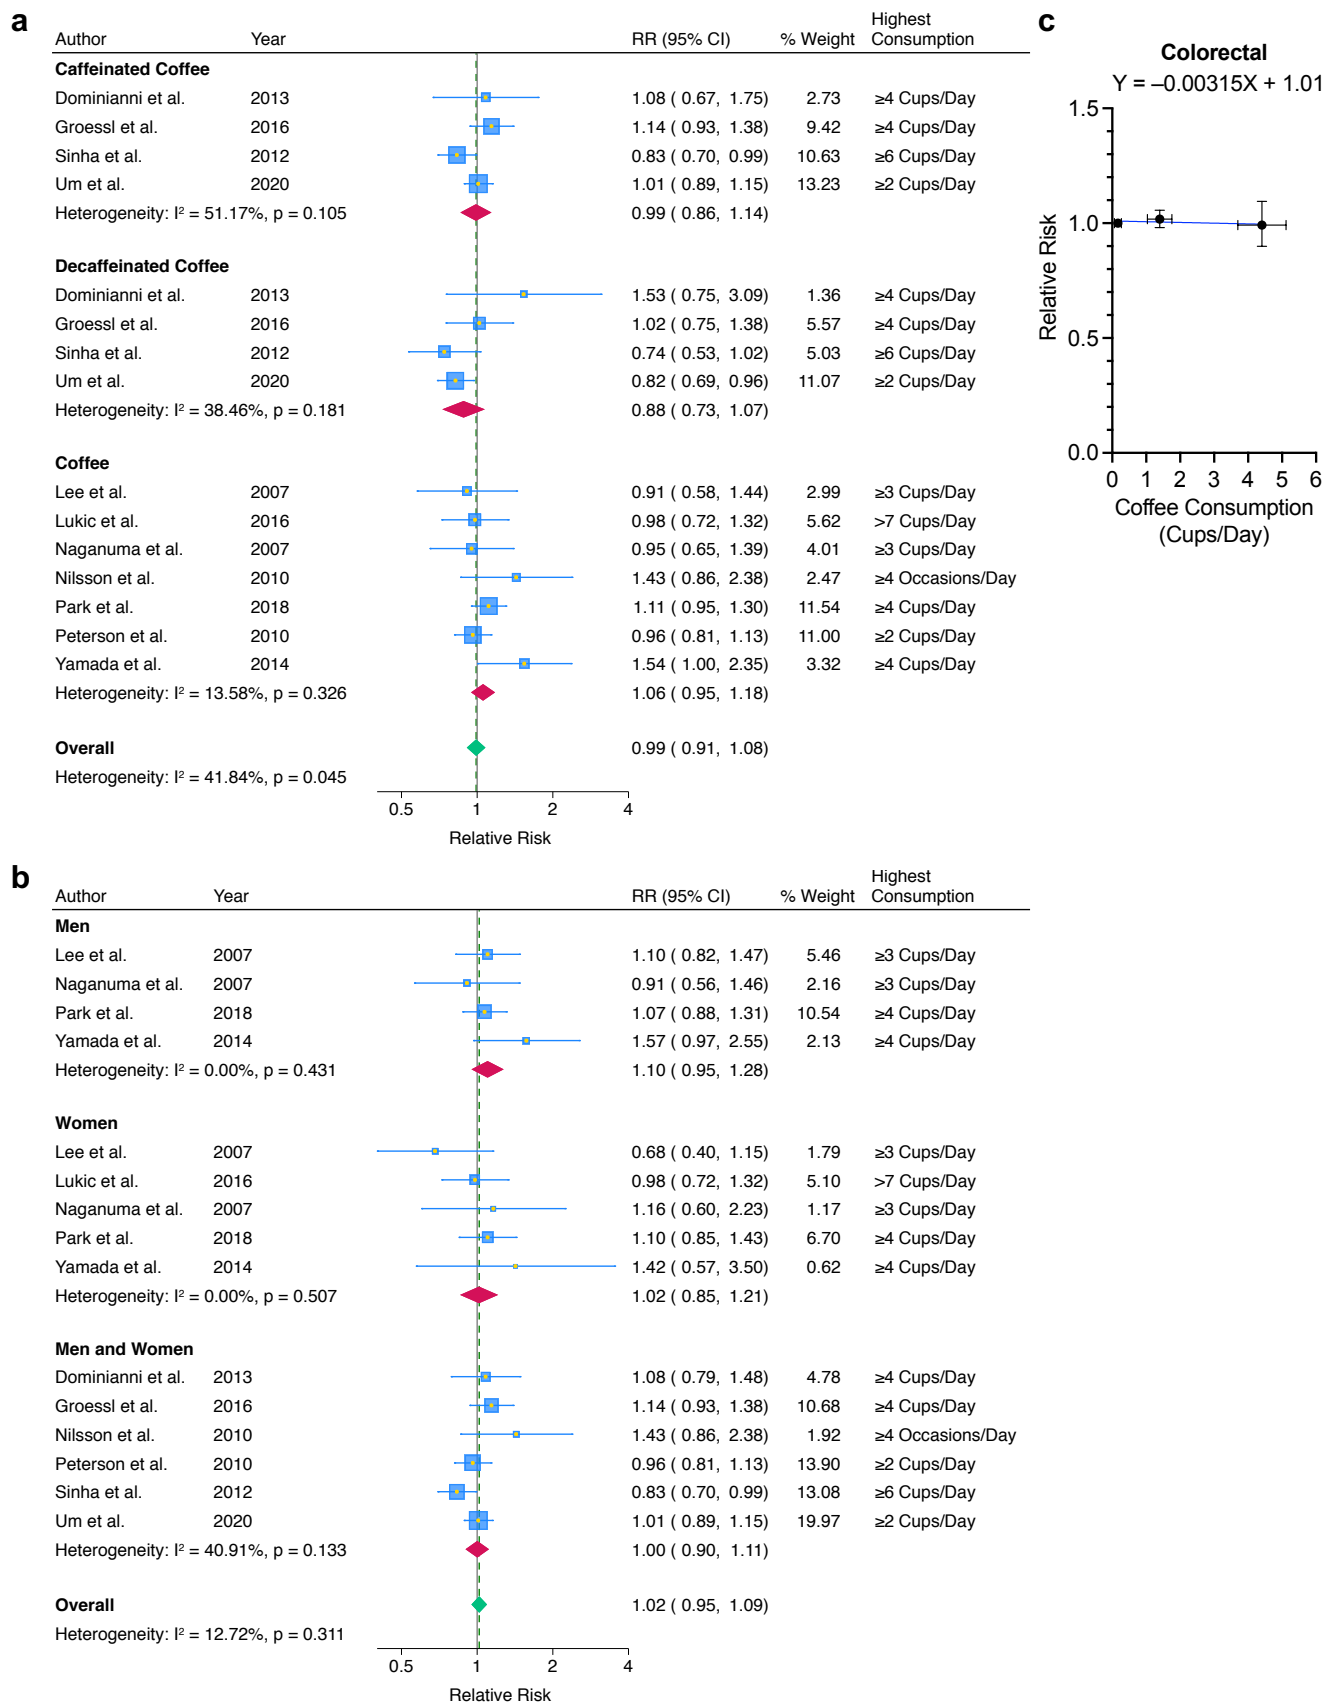 a
Author Year RR (95% CI) % Weight Highest Consumption
Caffeinated Coffee
Dominianni et al. 2013 1.08 ( 0.67, 1.75) 2.73 ≥4 Cups/Day
Groessl et al. 2016 1.14 ( 0.93, 1.38) 9.42 ≥4 Cups/Day
Sinha et al. 2012 0.83 ( 0.70, 0.99) 10.63 ≥6 Cups/Day
Um et al. 2020 1.01 ( 0.89, 1.15) 13.23 ≥2 Cups/Day
Heterogeneity: I² = 51.17%, p = 0.105 0.99 ( 0.86, 1.14)
Decaffeinated Coffee
Dominianni et al. 2013 1.53 ( 0.75, 3.09) 1.36 ≥4 Cups/Day
Groessl et al. 2016 1.02 ( 0.75, 1.38) 5.57 ≥4 Cups/Day
Sinha et al. 2012 0.74 ( 0.53, 1.02) 5.03 ≥6 Cups/Day
Um et al. 2020 0.82 ( 0.69, 0.96) 11.07 ≥2 Cups/Day
Heterogeneity: I² = 38.46%, p = 0.181 0.88 ( 0.73, 1.07)
Coffee
Lee et al. 2007 0.91 ( 0.58, 1.44) 2.99 ≥3 Cups/Day
Lukic et al. 2016 0.98 ( 0.72, 1.32) 5.62 >7 Cups/Day
Naganuma et al. 2007 0.95 ( 0.65, 1.39) 4.01 ≥3 Cups/Day
Nilsson et al. 2010 1.43 ( 0.86, 2.38) 2.47 ≥4 Occasions/Day
Park et al. 2018 1.11 ( 0.95, 1.30) 11.54 ≥4 Cups/Day
Peterson et al. 2010 0.96 ( 0.81, 1.13) 11.00 ≥2 Cups/Day
Yamada et al. 2014 1.54 ( 1.00, 2.35) 3.32 ≥4 Cups/Day
Heterogeneity: I² = 13.58%, p = 0.326 1.06 ( 0.95, 1.18)
Overall 0.99 ( 0.91, 1.08)
Heterogeneity: I² = 41.84%, p = 0.045
0.5 1 2 4
Relative Risk
b
Author Year RR (95% CI) % Weight Highest Consumption
Men
Lee et al. 2007 1.10 ( 0.82, 1.47) 5.46 ≥3 Cups/Day
Naganuma et al. 2007 0.91 ( 0.56, 1.46) 2.16 ≥3 Cups/Day
Park et al. 2018 1.07 ( 0.88, 1.31) 10.54 ≥4 Cups/Day
Yamada et al. 2014 1.57 ( 0.97, 2.55) 2.13 ≥4 Cups/Day
Heterogeneity: I² = 0.00%, p = 0.431 1.10 ( 0.95, 1.28)
Women
Lee et al. 2007 0.68 ( 0.40, 1.15) 1.79 ≥3 Cups/Day
Lukic et al. 2016 0.98 ( 0.72, 1.32) 5.10 >7 Cups/Day
Naganuma et al. 2007 1.16 ( 0.60, 2.23) 1.17 ≥3 Cups/Day
Park et al. 2018 1.10 ( 0.85, 1.43) 6.70 ≥4 Cups/Day
Yamada et al. 2014 1.42 ( 0.57, 3.50) 0.62 ≥4 Cups/Day
Heterogeneity: I² = 0.00%, p = 0.507 1.02 ( 0.85, 1.21)
Men and Women
Dominianni et al. 2013 1.08 ( 0.79, 1.48) 4.78 ≥4 Cups/Day
Groessl et al. 2016 1.14 ( 0.93, 1.38) 10.68 ≥4 Cups/Day
Nilsson et al. 2010 1.43 ( 0.86, 2.38) 1.92 ≥4 Occasions/Day
Peterson et al. 2010 0.96 ( 0.81, 1.13) 13.90 ≥2 Cups/Day
Sinha et al. 2012 0.83 ( 0.70, 0.99) 13.08 ≥6 Cups/Day
Um et al. 2020 1.01 ( 0.89, 1.15) 19.97 ≥2 Cups/Day
Heterogeneity: I² = 40.91%, p = 0.133 1.00 ( 0.90, 1.11)
Overall 1.02 ( 0.95, 1.09)
Heterogeneity: I² = 12.72%, p = 0.311
0.5 1 2 4
Relative Risk
c
Colorectal
Y = –0.00315X + 1.01
1.5
1.0
0.5
0.0
Relative Risk
0 1 2 3 4 5 6
Coffee Consumption
(Cups/Day)